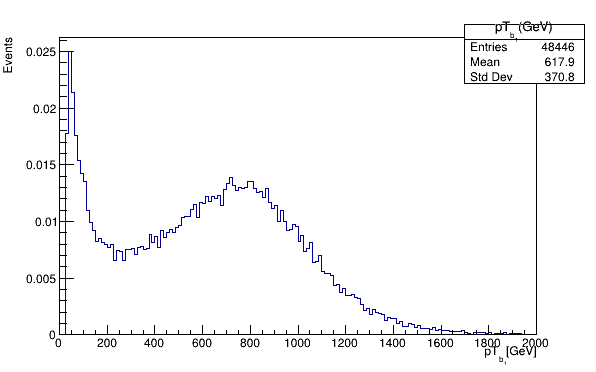 pT_b1(GeV)
Entries 48446
Mean 617.9
Std Dev 370.8
Events
0.025
0.02
0.015
0.01
0.005
0
0 200 400 600 800 1000 1200 1400 1600 1800 2000
pT_b1[GeV]